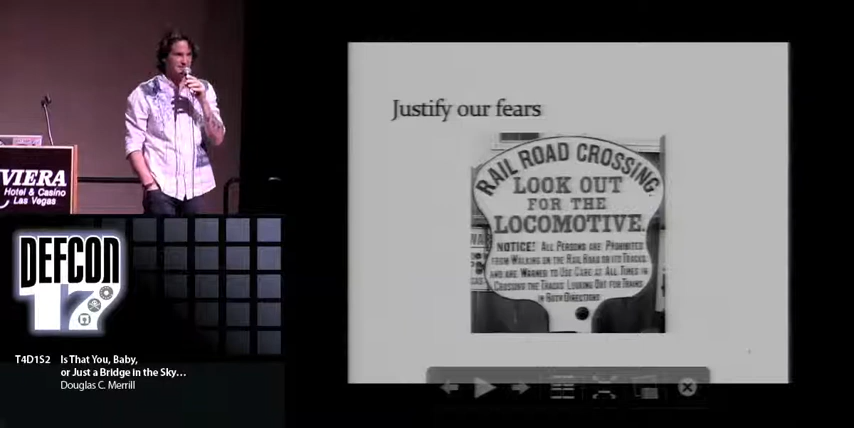 VIERA
Hotel & Casino
Las Vegas
DEFCON
17
T4D1S2 Is That You, Baby,
or Just a Bridge in the Sky...
Douglas C. Merrill
Justify our fears
RAIL ROAD CROSSING
LOOK OUT
FOR THE
LOCOMOTIVE.
NOTICE! ALL PERSONS ARE PROHIBITED
FROM WALKING ON THE RAIL ROAD OR ITS TRACKS
AND ARE WARNED TO USE CARE AT ALL TIMES IN
CROSSING THE TRACKS LOOKING OUT FOR TRAINS
IN BOTH DIRECTIONS